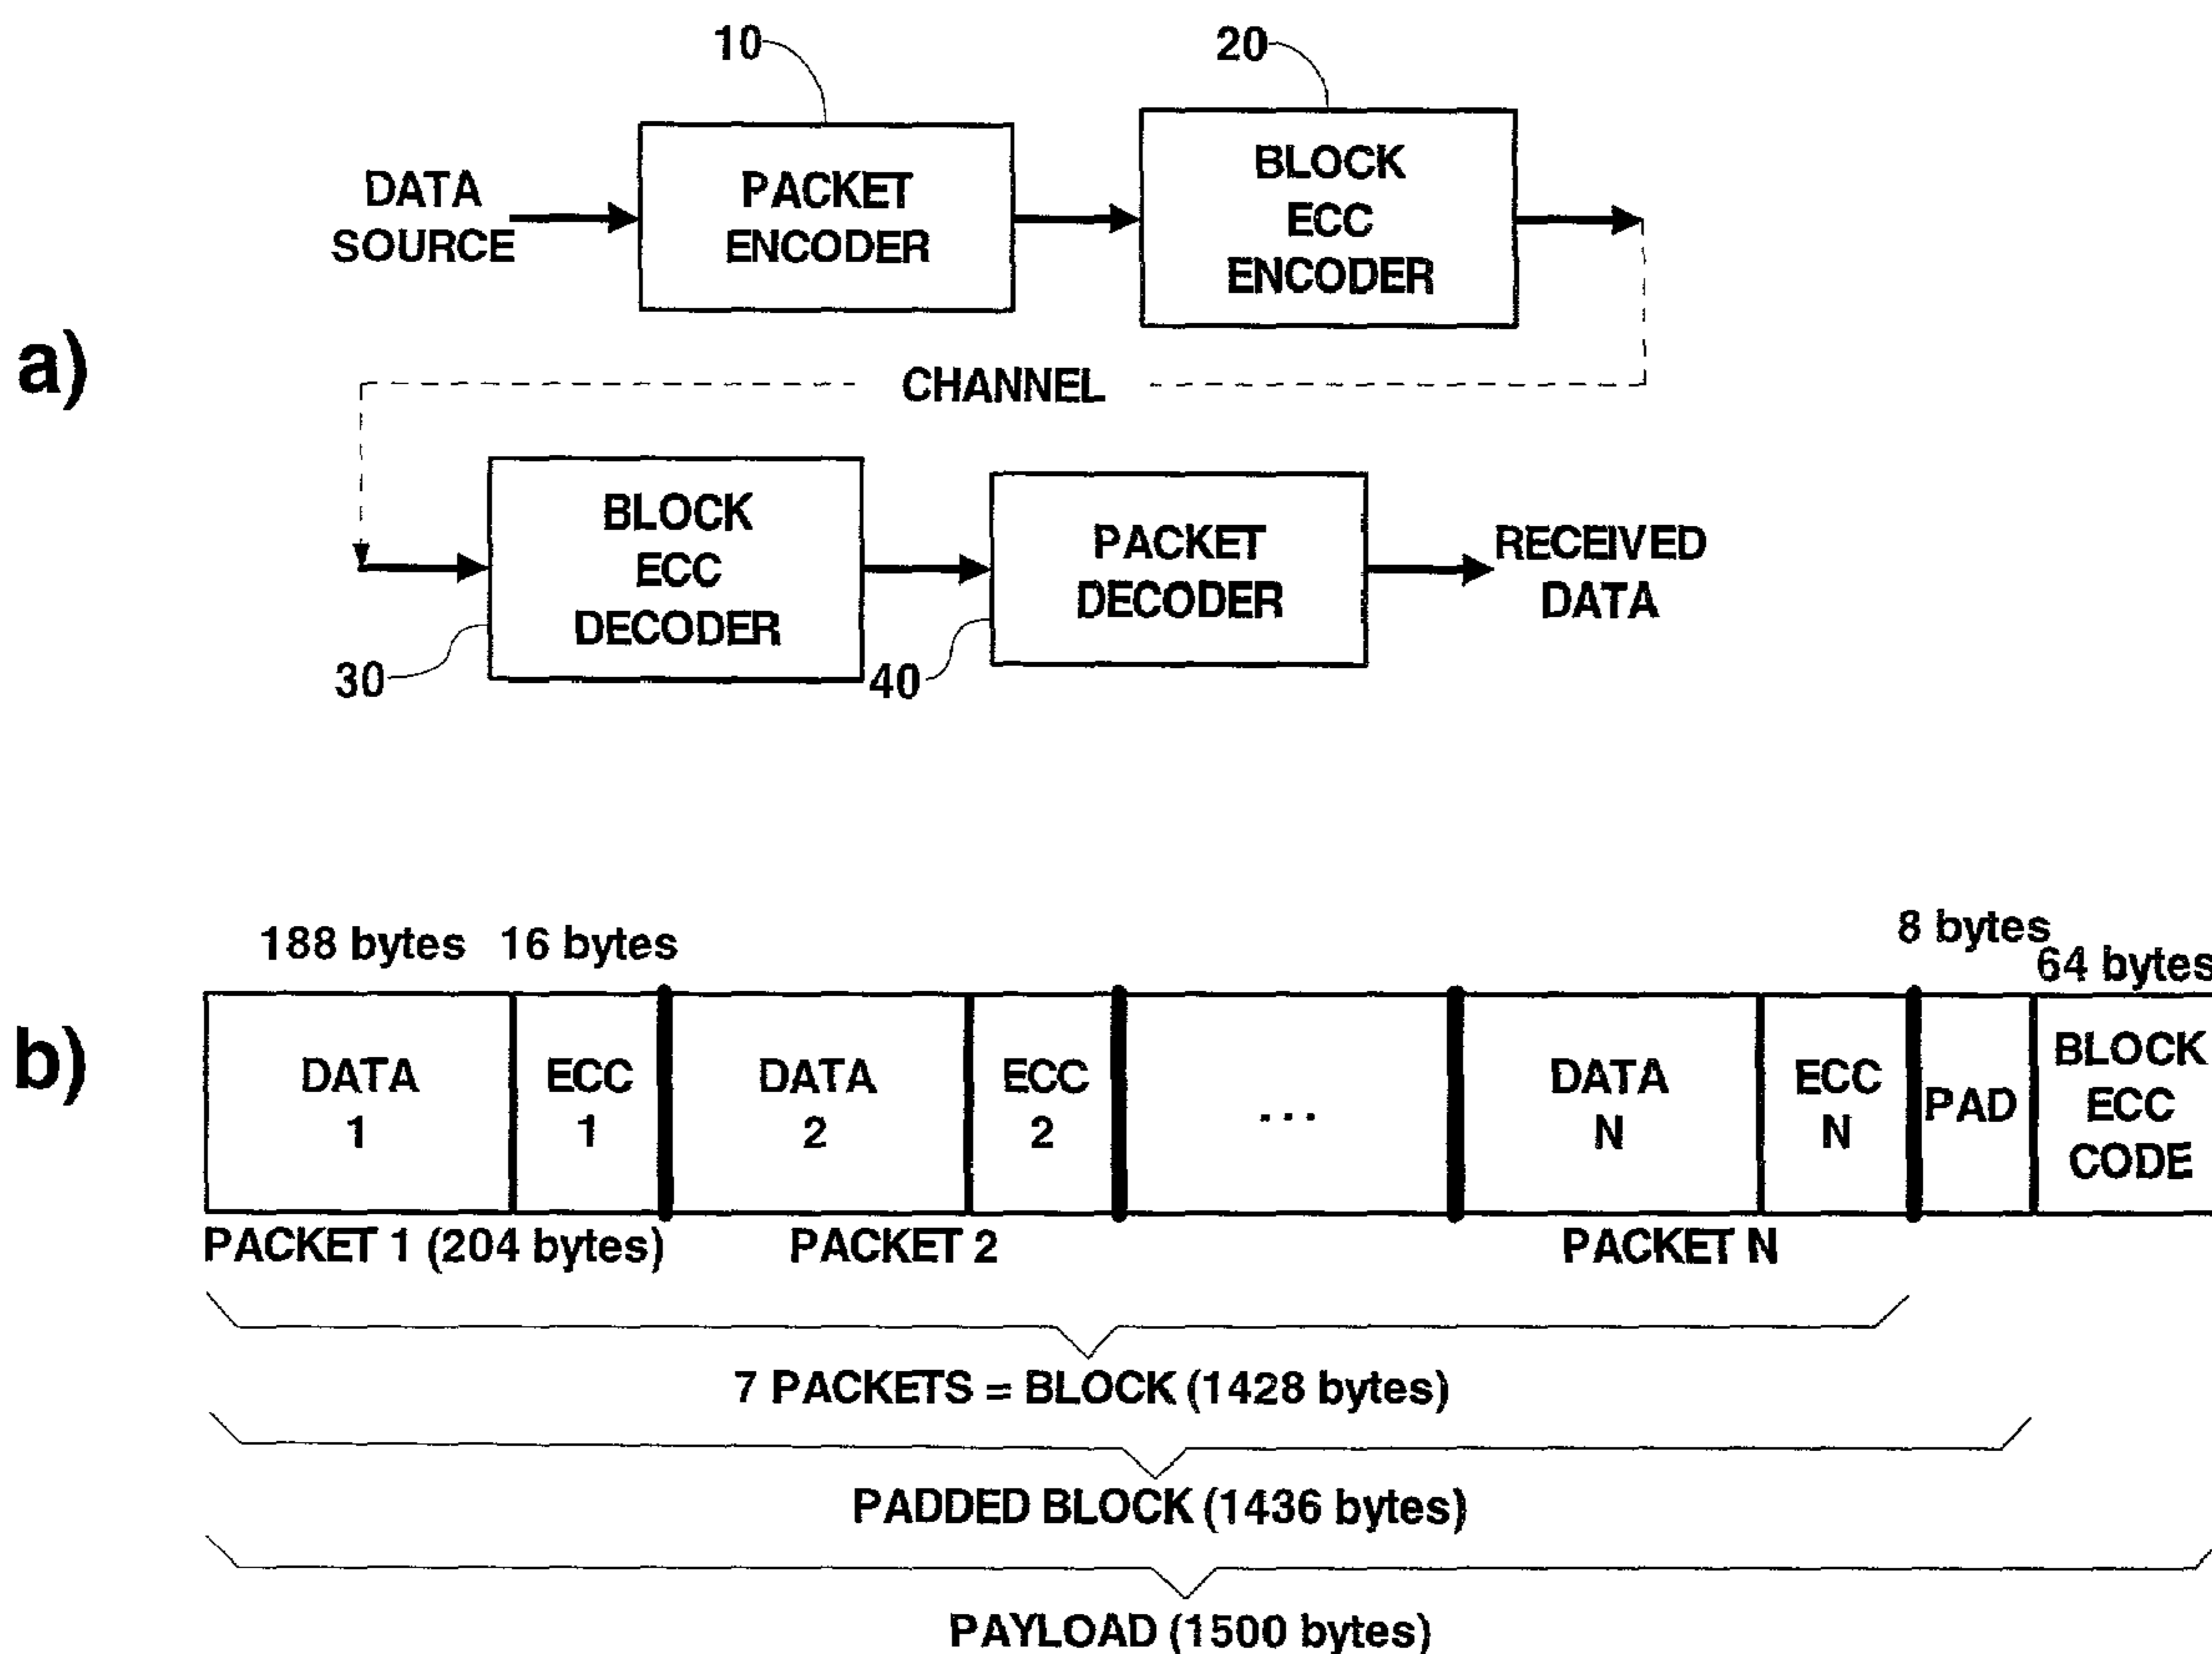 10
20
DATA
SOURCE
PACKET
ENCODER
BLOCK
ECC
ENCODER
a)
CHANNEL
BLOCK
ECC
DECODER
PACKET
DECODER
RECEIVED
DATA
30
40
188 bytes
16 bytes
8 bytes
64 bytes
b)
DATA
1
ECC
1
DATA
2
ECC
2
...
DATA
N
ECC
N
PAD
BLOCK
ECC
CODE
PACKET 1 (204 bytes)
PACKET 2
PACKET N
7 PACKETS = BLOCK (1428 bytes)
PADDED BLOCK (1436 bytes)
PAYLOAD (1500 bytes)